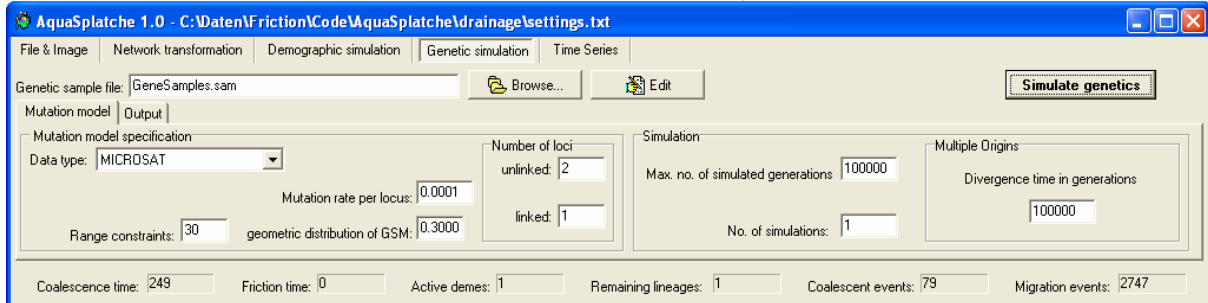 AquaSplatche 1.0 - C:\Daten\Friction\Code\AquaSplatche\drainage\settings.txt
File & Image Network transformation Demographic simulation Genetic simulation Time Series
Genetic sample file: GeneSamples.sam Browse... Edit Simulate genetics
Mutation model Output
Mutation model specification
Data type: MICROSAT
Mutation rate per locus: 0.0001
Range constraints: 30 geometric distribution of GSM: 0.3000
Number of loci
unlinked: 2
linked: 1
Simulation
Max. no. of simulated generations 100000
No. of simulations: 1
Multiple Origins
Divergence time in generations
100000
Coalescence time: 249 Friction time: 0 Active demes: 1 Remaining lineages: 1 Coalescent events: 79 Migration events: 2747